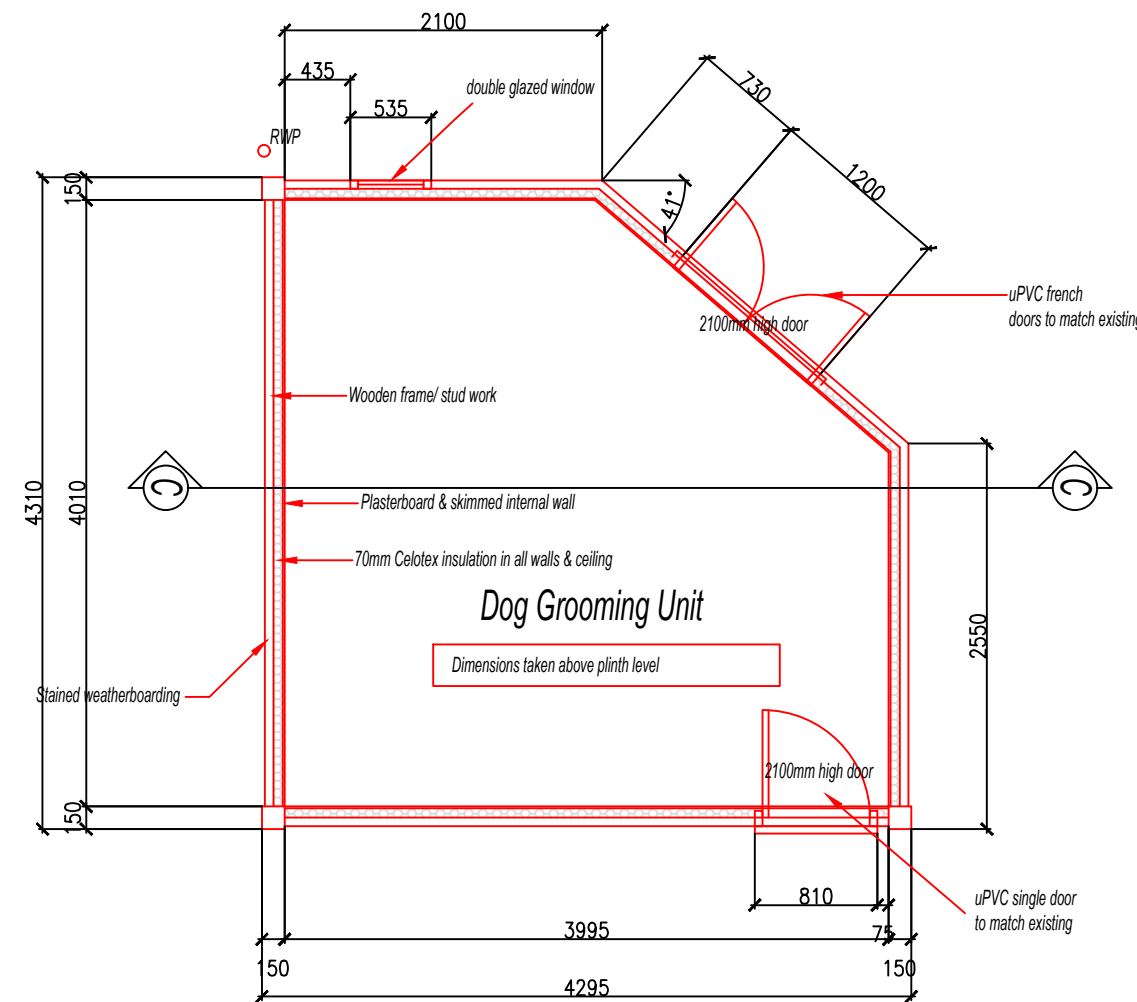 2100
435
double glazed window
730
535
RWP
1200
150
41°
uPVC french
doors to match existing
2100mm high door
Wooden frame/ stud work
C
C
4310
4010
Plasterboard & skimmed internal wall
70mm Celotex insulation in all walls & ceiling
Dog Grooming Unit
2550
Dimensions taken above plinth level
Stained weatherboarding
2100mm high door
150
810
uPVC single door
to match existing
3995
75
150
150
4295